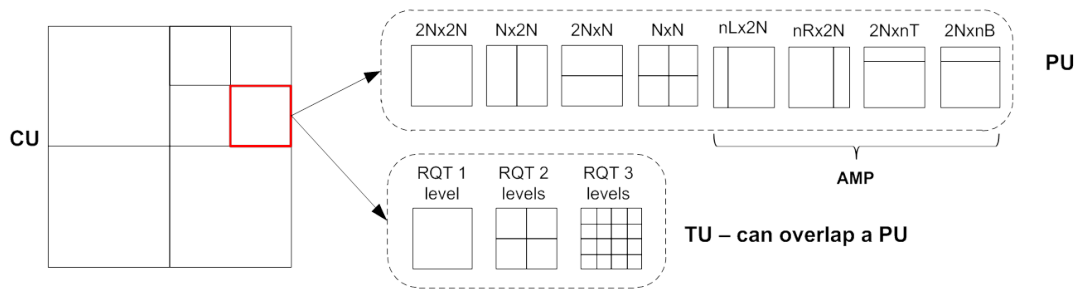 2Nx2N Nx2N 2NxN NxN nLx2N nRx2N 2NxnT 2NxnB
PU
CU
AMP
RQT 1 RQT 2 RQT 3
level levels levels
TU – can overlap a PU